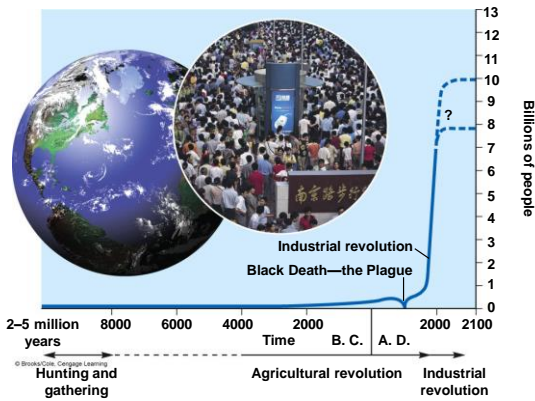 13
12
11
10
9
8
7
6
5
4
3
2
1
0
Billions of people
?
南京路步行
Industrial revolution
Black Death—the Plague
2–5 million
years
8000
6000
4000
2000
2000
2100
Time
B. C.
A. D.
© Brooks/Cole, Cengage Learning
Hunting and
gathering
Agricultural revolution
Industrial
revolution